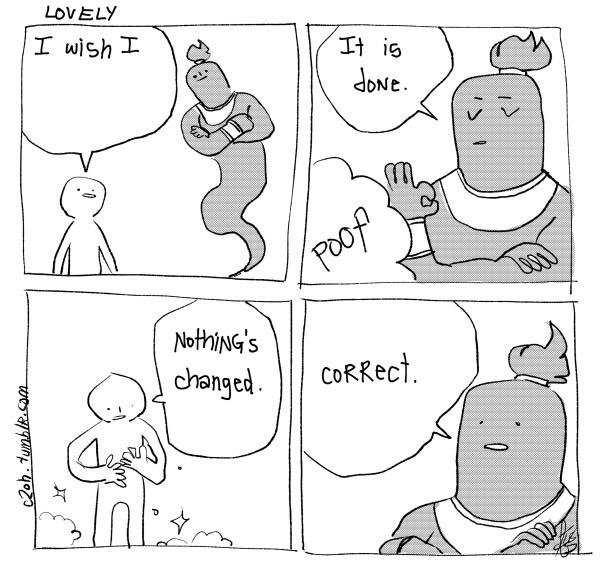 LOVELY
I wish I
It is
done.
POOF
NothiNG's
changed.
coRRect.
c2oh.tumblr.com